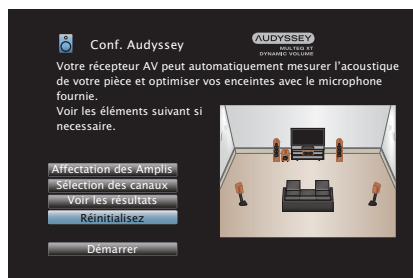 Conf. Audyssey
AUDYSSEY
MULTEQ XT
DYNAMIC VOLUME
Votre récepteur AV peut automatiquement mesurer l'acoustique
de votre pièce et optimiser vos enceintes avec le microphone
fournie.
Voir les éléments suivant si
necessaire.
Affectation des Amplis
Sélection des canaux
Voir les résultats
Réinitialisez
Démarrer